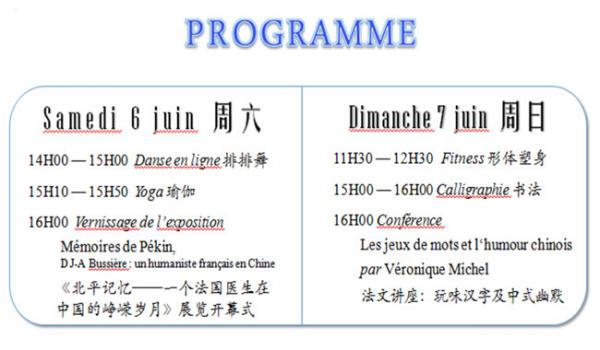 PROGRAMME
Samedi 6 juin 周六
14H00 — 15H00 Danse en ligne 排排舞
15H10 — 15H50 Yoga 瑜伽
16H00 Vernissage de l'exposition
Mémoires de Pékin,
DJ-A Bussière : un humaniste français en Chine
《北平记忆——一个法国医生在
中国的峥嵘岁月》展览开幕式
Dimanche 7 juin 周日
11H30 — 12H30 Fitness 形体塑身
15H00 — 16H00 Calligraphie 书法
16H00 Conférence
Les jeux de mots et l'humour chinois
par Véronique Michel
法文讲座：玩味汉字及中式幽默